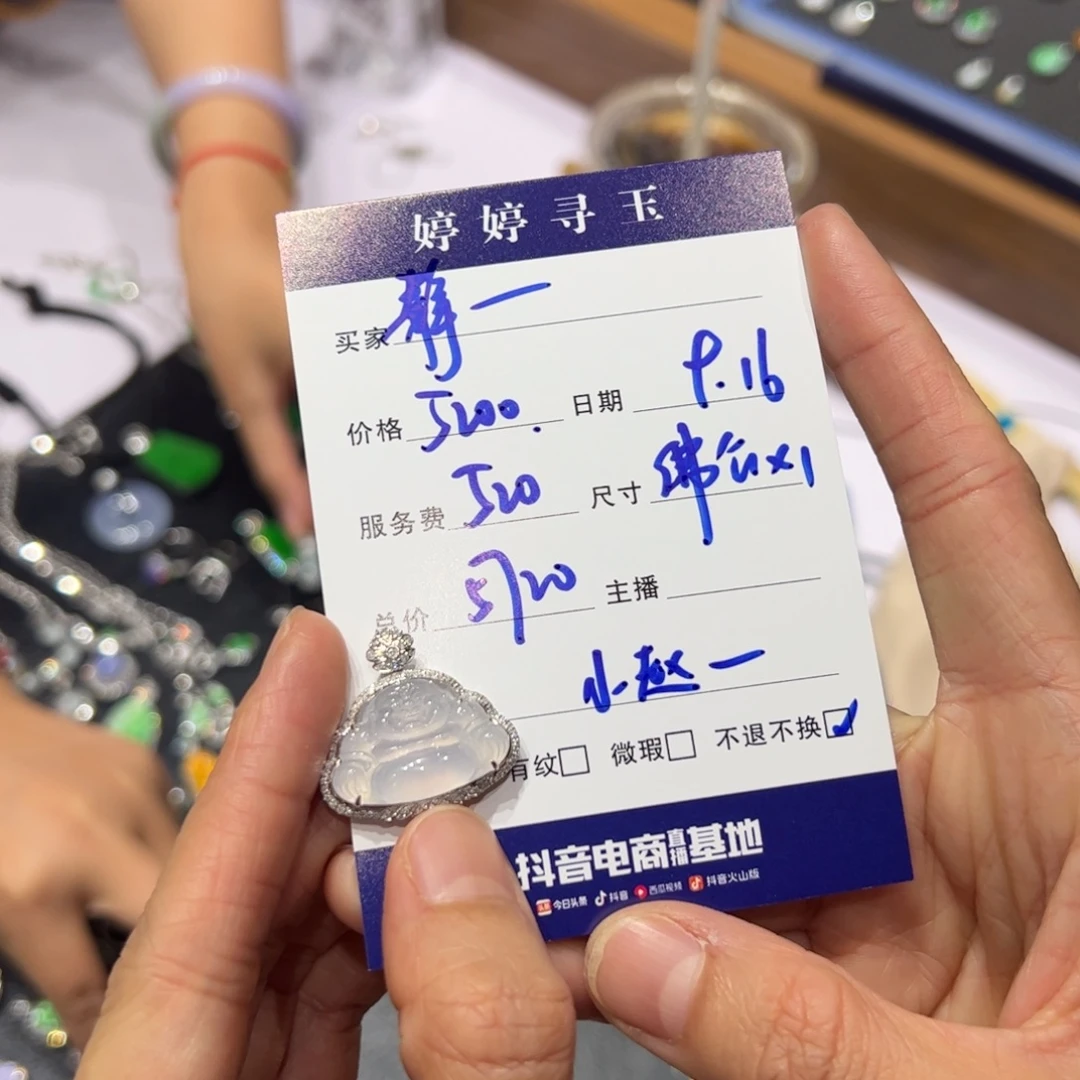 婷婷寻玉
买家 静一
价格 5200. 日期 9.16
服务费 520 尺寸 佛公x1
总价 5720 主播
小赵一
有纹 微瑕 不退不换
抖音电商直播基地
今日头条 抖音 西瓜视频 抖音火山版